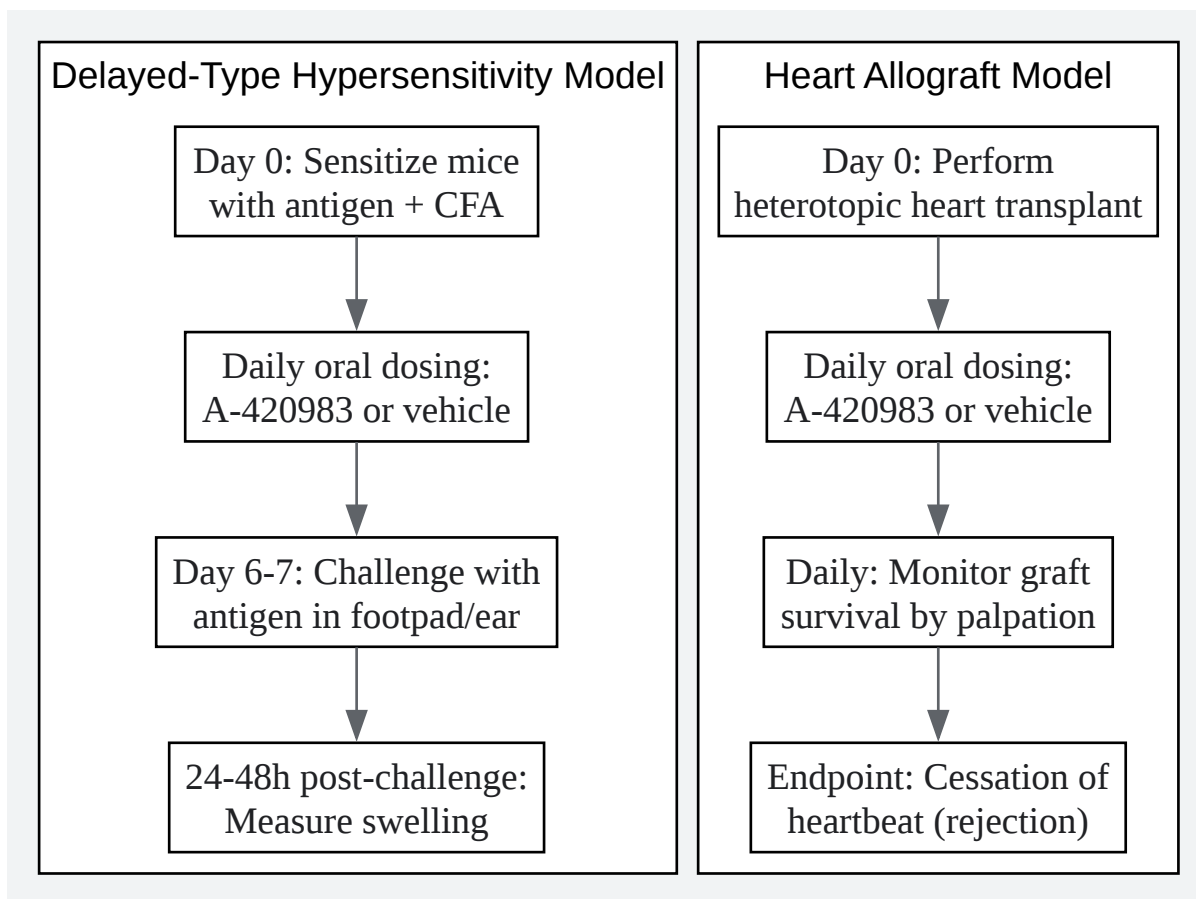 Delayed-Type Hypersensitivity Model
Day 0: Sensitize mice
with antigen + CFA
Daily oral dosing:
A-420983 or vehicle
Day 6-7: Challenge with
antigen in footpad/ear
24-48h post-challenge:
Measure swelling
Heart Allograft Model
Day 0: Perform
heterotopic heart transplant
Daily oral dosing:
A-420983 or vehicle
Daily: Monitor graft
survival by palpation
Endpoint: Cessation of
heartbeat (rejection)